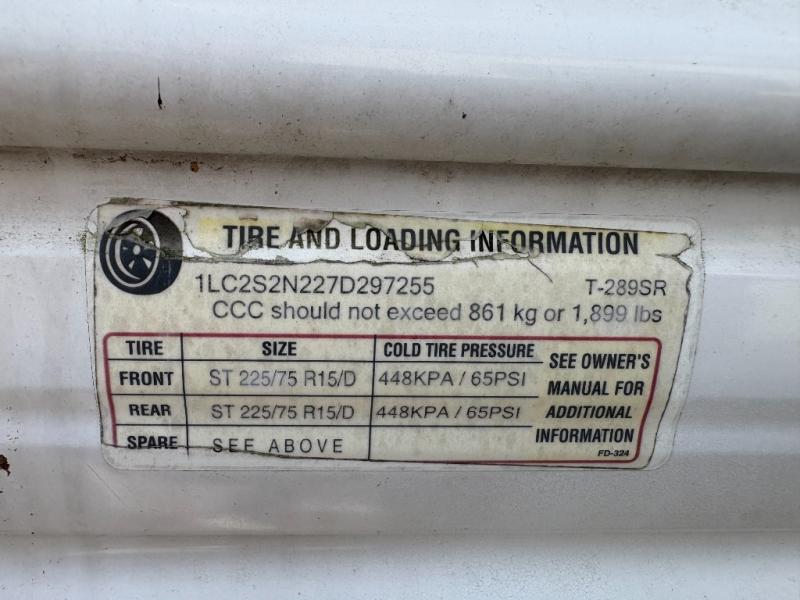 TIRE AND LOADING INFORMATION
1LC2S2N227D297255 T-289SR
CCC should not exceed 861 kg or 1,899 lbs
TIRE SIZE COLD TIRE PRESSURE
FRONT ST 225/75 R15/D 448KPA / 65PSI
REAR ST 225/75 R15/D 448KPA / 65PSI
SPARE SEE ABOVE
SEE OWNER'S
MANUAL FOR
ADDITIONAL
INFORMATION
FD-324